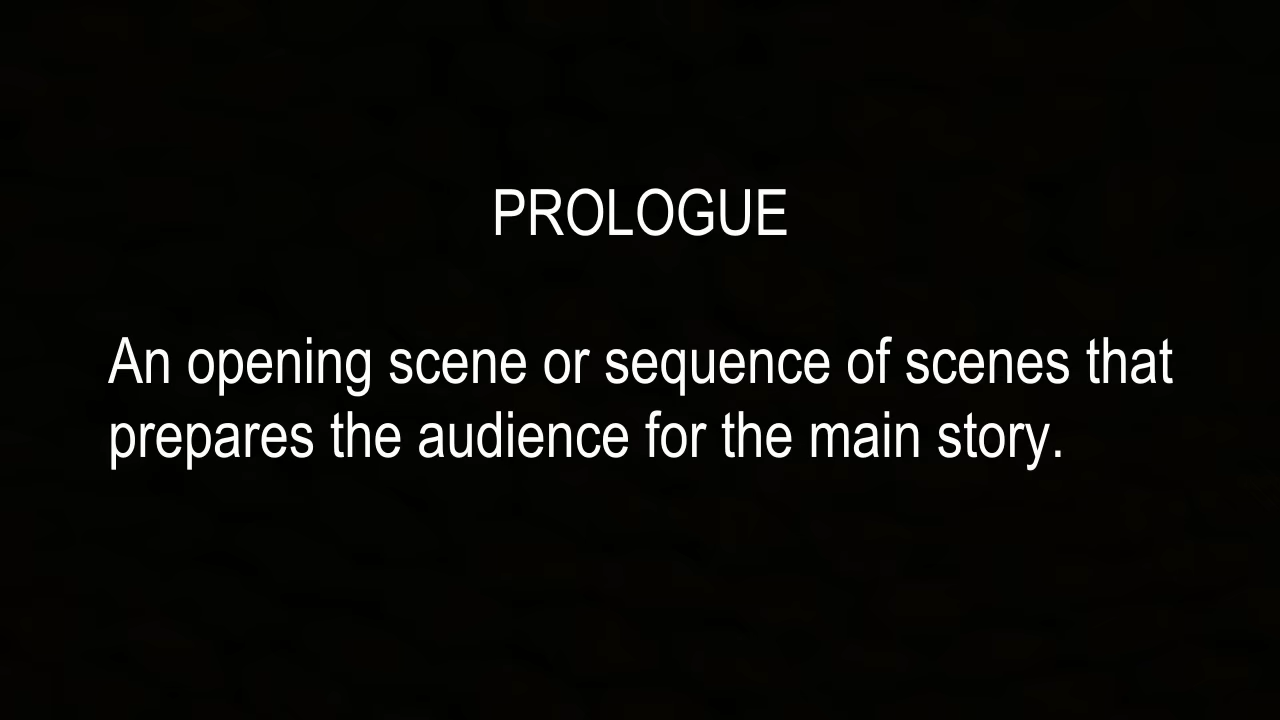 PROLOGUE
An opening scene or sequence of scenes that
prepares the audience for the main story.